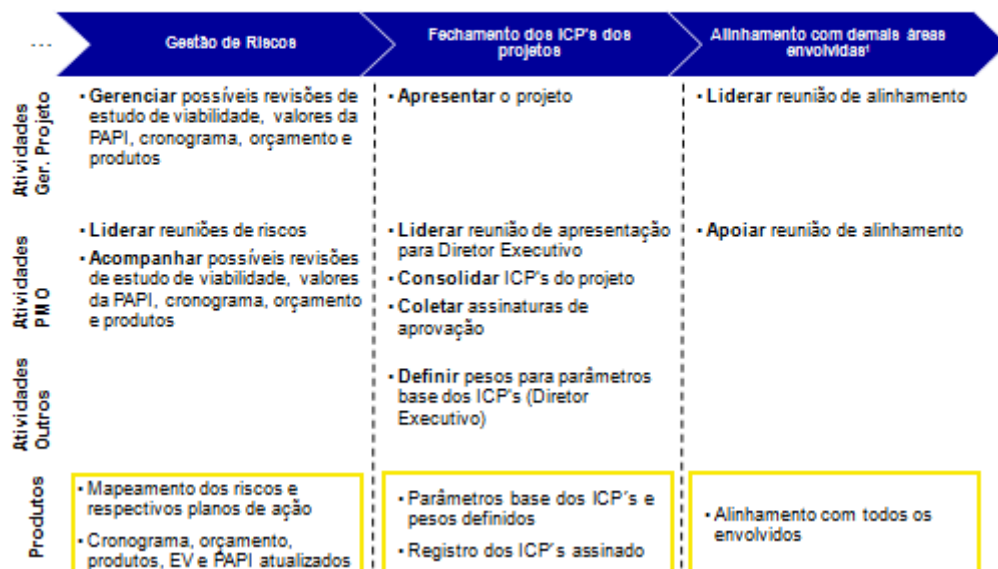 ...
Gestão de Riscos
Fechamento dos ICP's dos
projetos
Alinhamento com demais áreas
envolvidas¹
Atividades
Ger. Projeto
• Gerenciar possíveis revisões de
estudo de viabilidade, valores da
PAPI, cronograma, orçamento e
produtos
• Apresentar o projeto
• Liderar reunião de alinhamento
Atividades
PMO
• Liderar reuniões de riscos
• Acompanhar possíveis revisões
de estudo de viabilidade, valores
da PAPI, cronograma, orçamento
e produtos
• Liderar reunião de apresentação
para Diretor Executivo
• Consolidar ICP's do projeto
• Coletar assinaturas de
aprovação
• Apoiar reunião de alinhamento
Atividades
Outros
• Definir pesos para parâmetros
base dos ICP's (Diretor
Executivo)
Produtos
• Mapeamento dos riscos e
respectivos planos de ação
• Cronograma, orçamento,
produtos, EV e PAPI atualizados
• Parâmetros base dos ICP´s e
pesos definidos
• Registro dos ICP´s assinado
• Alinhamento com todos os
envolvidos